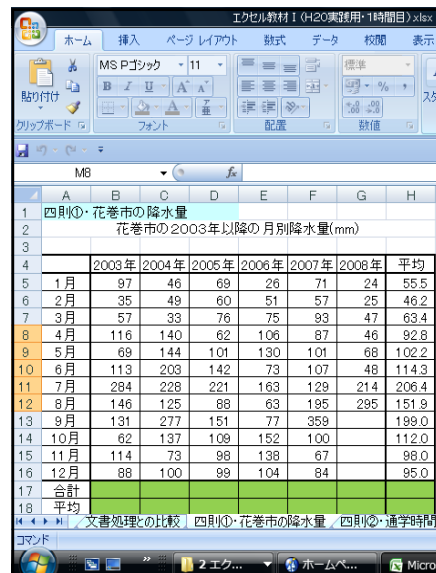 エクセル教材Ⅰ(H20実践用・1時間目).xlsx
ホーム 挿入 ページ レイアウト 数式 データ 校閲 表示
MS Pゴシック 11 標準
B I U A A
貼り付け
クリップボード フォント 配置 数値
M8 fx
A B C D E F G H
1 四則①・花巻市の降水量
2 花巻市の2003年以降の月別降水量(mm)
3
4 2003年 2004年 2005年 2006年 2007年 2008年 平均
5 1月 97 46 69 26 71 24 55.5
6 2月 35 49 60 51 57 25 46.2
7 3月 57 33 76 75 93 47 63.4
8 4月 116 140 62 106 87 46 92.8
9 5月 69 144 101 130 101 68 102.2
10 6月 113 203 142 73 107 48 114.3
11 7月 284 228 221 163 129 214 206.4
12 8月 146 125 88 63 195 295 151.9
13 9月 131 277 151 77 359 199.0
14 10月 62 137 109 152 100 112.0
15 11月 114 73 98 138 67 98.0
16 12月 88 100 99 104 84 95.0
17 合計
18 平均
文書処理との比較 四則①・花巻市の降水量 四則②・通学時間
コマンド
2 エク... ホームペ... Micro